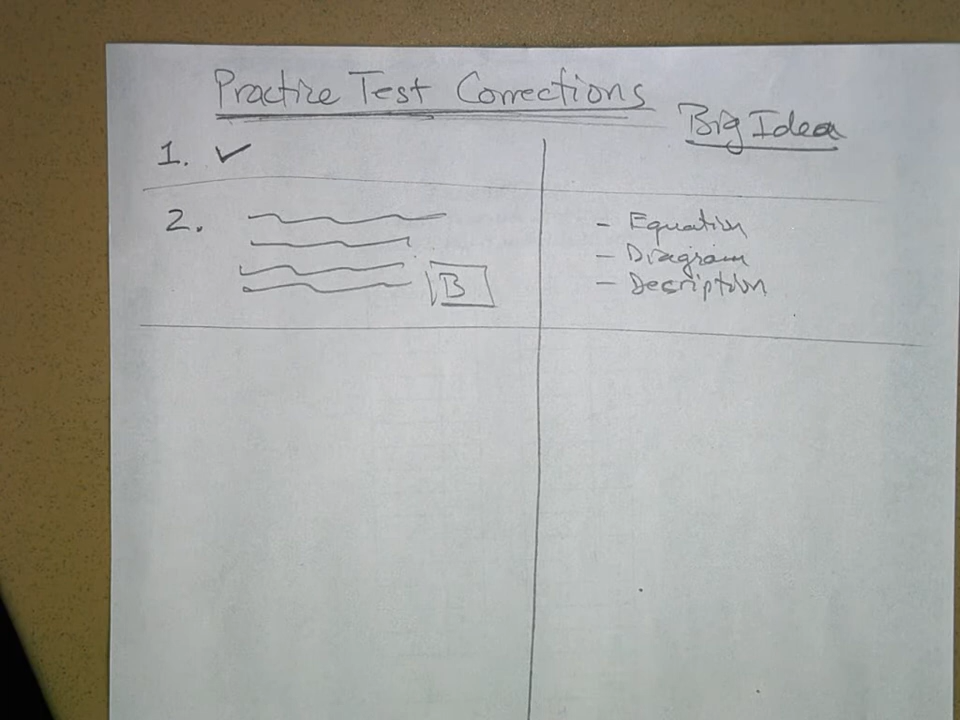 Practice Test Corrections
Big Idea
1. ✓
2.
B
- Equation
- Diagram
- Description